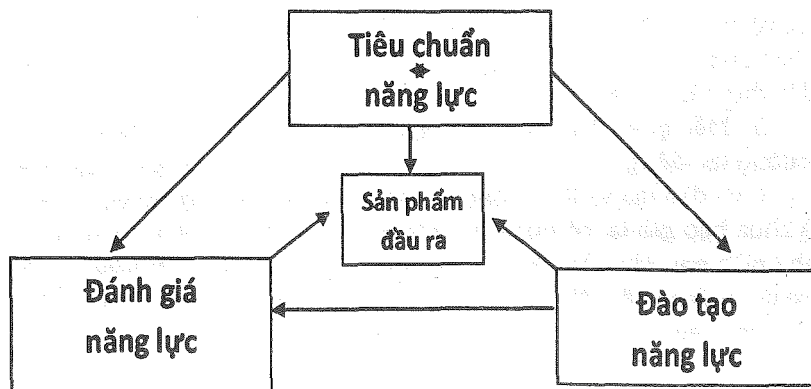 Tiêu chuẩn
năng lực
Sản phẩm
đầu ra
Đánh giá
năng lực
Đào tạo
năng lực